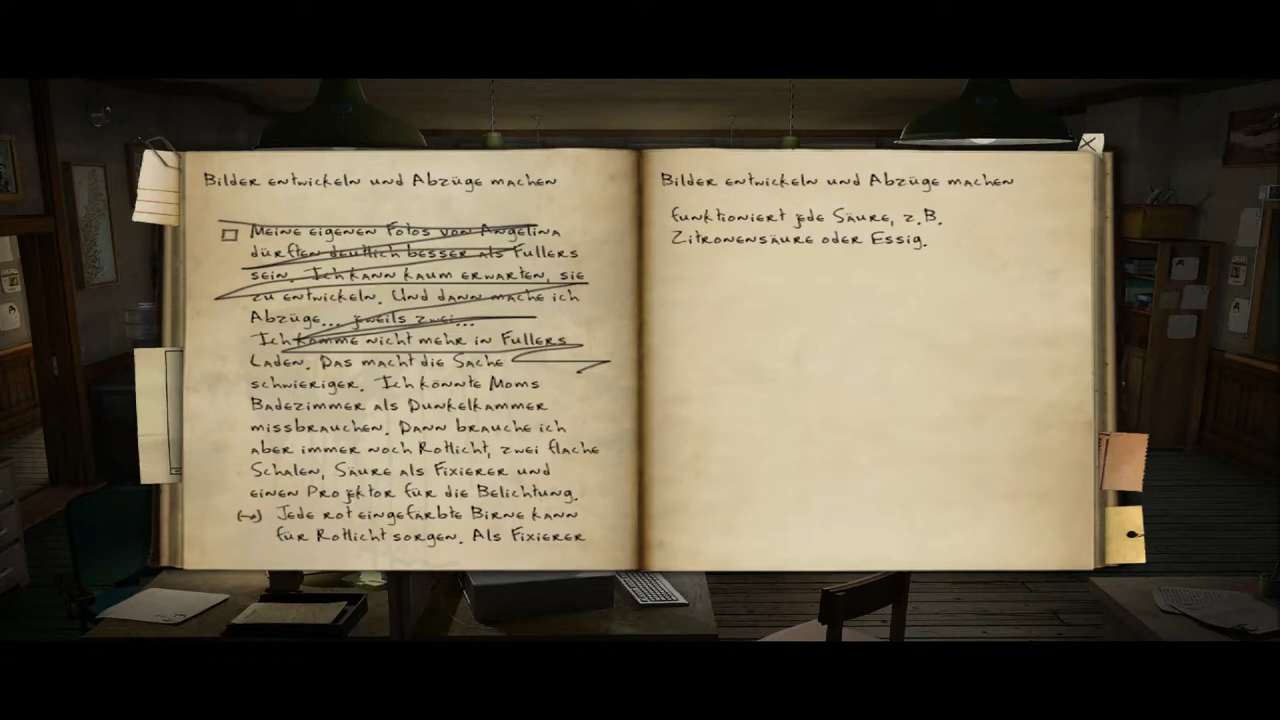 Bilder entwickeln und Abzüge machen
Meine eigenen Fotos von Angelina
dürften deutlich besser als Fullers
sein. Ich kann kaum erwarten, sie
zu entwickeln. Und dann mache ich
Abzüge... jeweils zwei...
Ich komme nicht mehr in Fullers
Laden. Das macht die Sache
schwieriger. Ich könnte Moms
Badezimmer als Dunkelkammer
missbrauchen. Dann brauche ich
aber immer noch Rotlicht, zwei flache
Schalen, Säure als Fixierer und
einen Projektor für die Belichtung.
Jede rot eingefärbte Birne kann
für Rotlicht sorgen. Als Fixierer
Bilder entwickeln und Abzüge machen
funktioniert jede Säure, z.B.
Zitronensäure oder Essig.